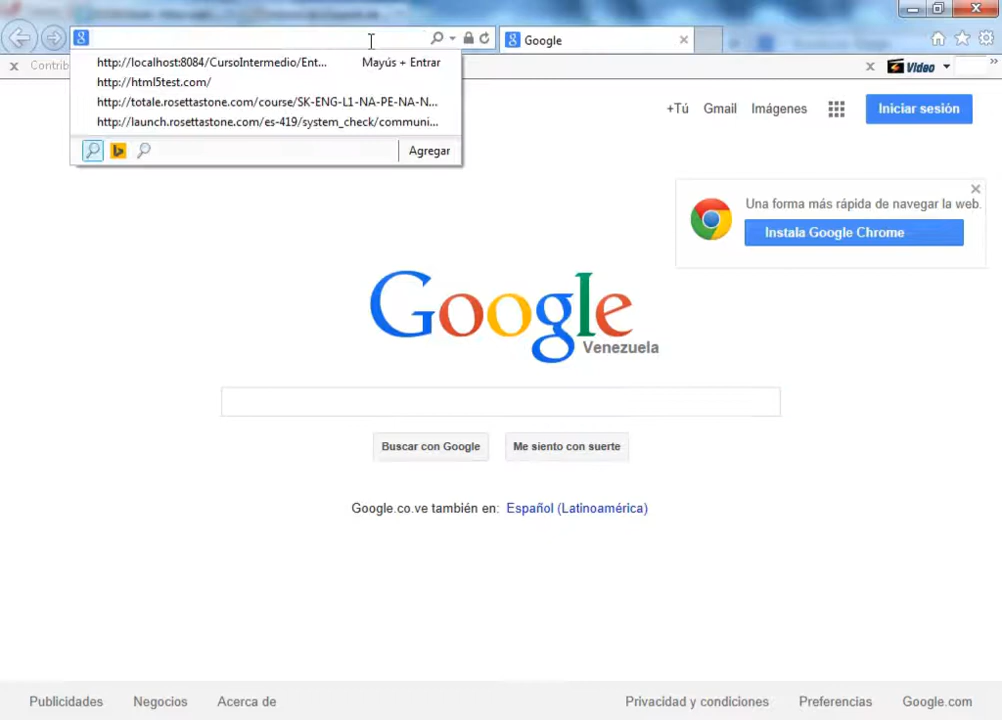 Google
http://localhost:8084/CursoIntermedio/Ent... Mayús + Entrar
http://html5test.com/
http://totale.rosettastone.com/course/SK-ENG-L1-NA-PE-NA-N...
http://launch.rosettastone.com/es-419/system_check/communi...
Agregar
Contrib
Video
+Tú Gmail Imágenes Iniciar sesión
Una forma más rápida de navegar la web.
Instala Google Chrome
Google
Venezuela
Buscar con Google Me siento con suerte
Google.co.ve también en: Español (Latinoamérica)
Publicidades Negocios Acerca de Privacidad y condiciones Preferencias Google.com